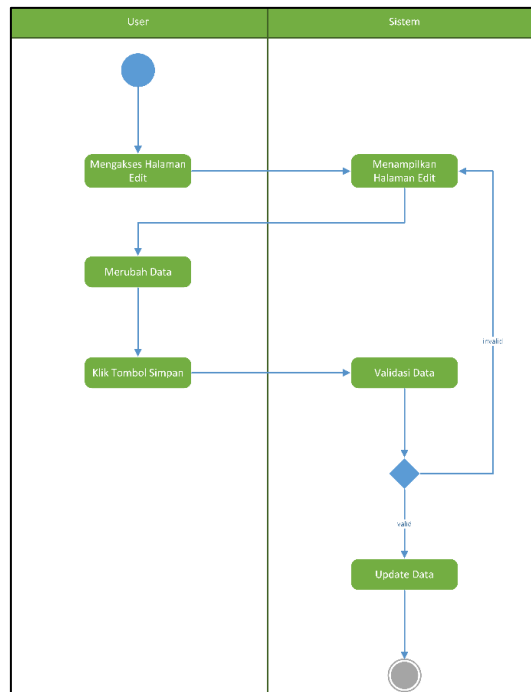 User
Sistem
Mengakses Halaman
Edit
Menampilkan
Halaman Edit
Merubah Data
invalid
Klik Tombol Simpan
Validasi Data
valid
Update Data